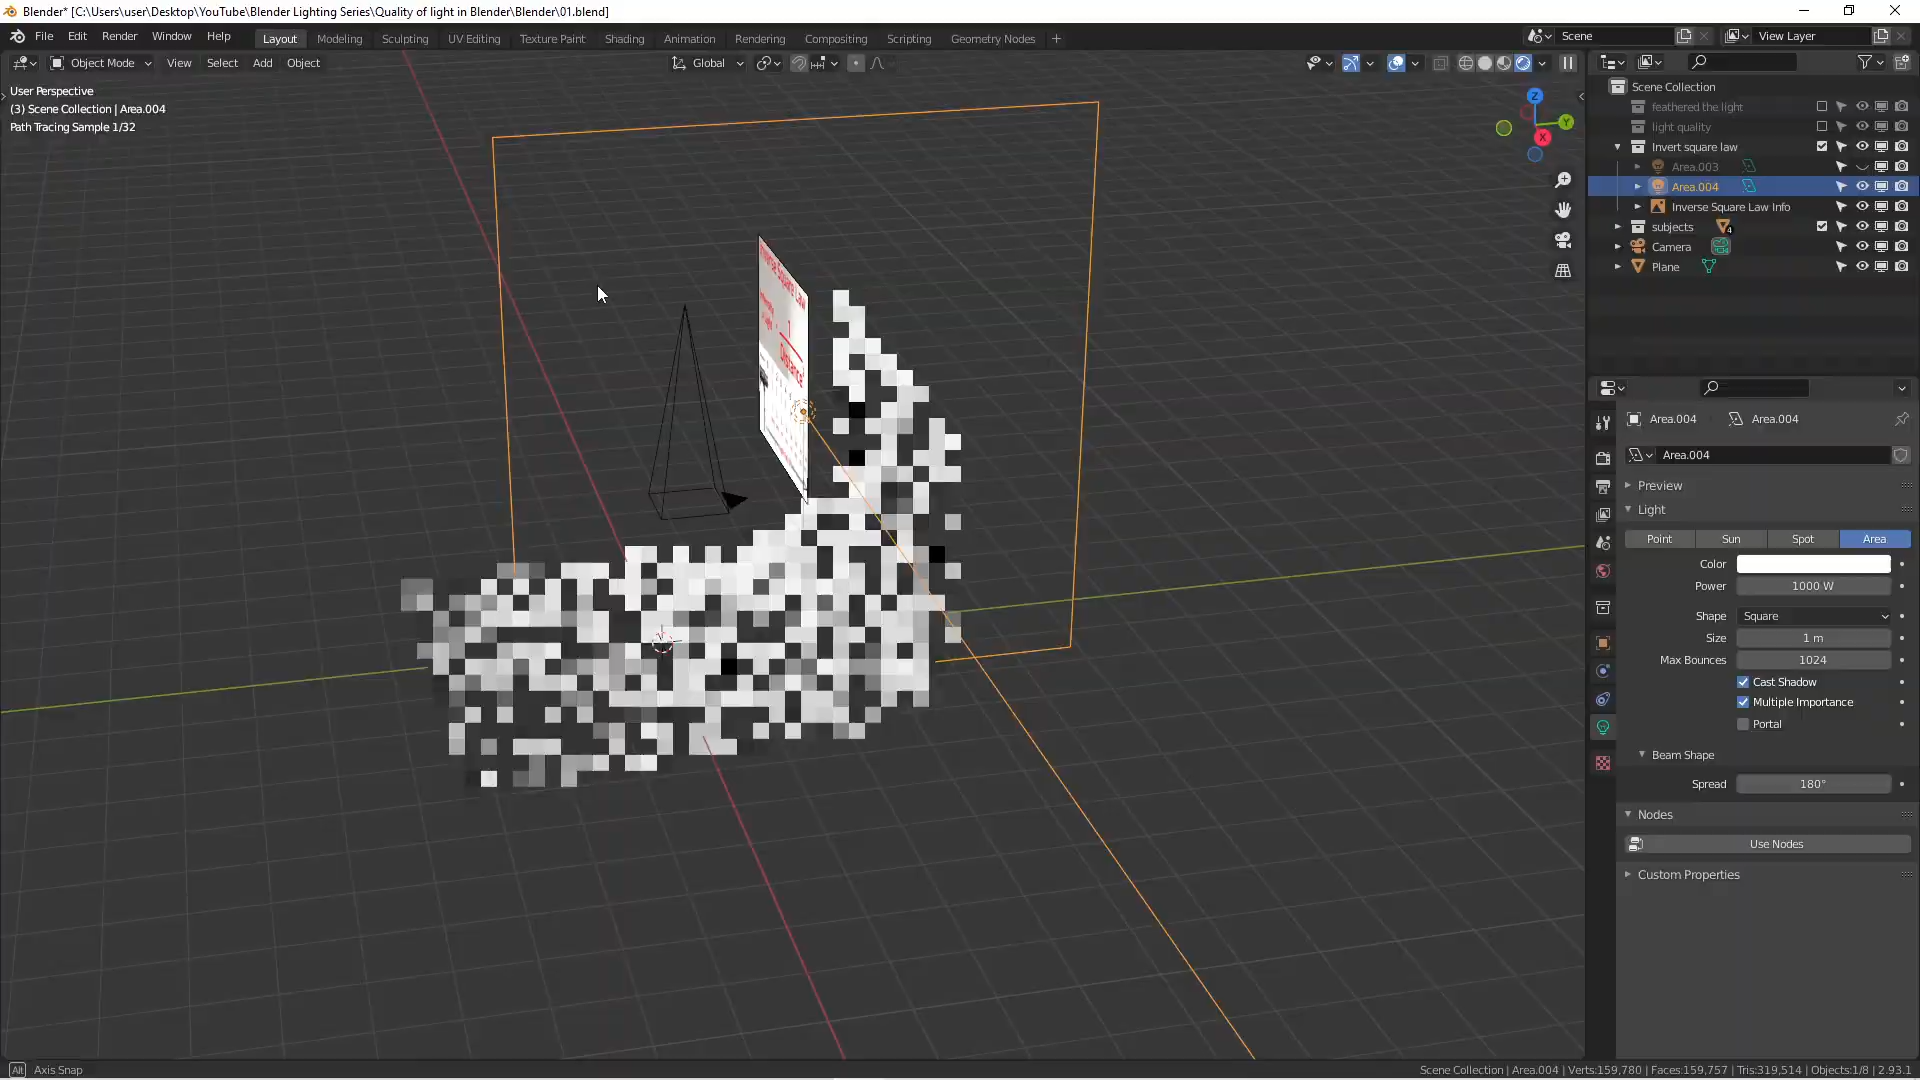 Blender* [C:\Users\user\Desktop\YouTube\Blender Lighting Series\Quality of light in Blender\Blender\01.blend]
File Edit Render Window Help Layout Modeling Sculpting UV Editing Texture Paint Shading Animation Rendering Compositing Scripting Geometry Nodes + Scene View Layer
Object Mode View Select Add Object Global
User Perspective
(3) Scene Collection | Area.004
Path Tracing Sample 1/32
Z
Y
X
Inverse Square Law
1
Distance²
Scene Collection
feathered the light
light quality
Invert square law
Area.003
Area.004
Inverse Square Law Info
subjects 4
Camera
Plane
Area.004 Area.004
Area.004
Preview
Light
Point Sun Spot Area
Color
Power 1000 W
Shape Square
Size 1 m
Max Bounces 1024
Cast Shadow
Multiple Importance
Portal
Beam Shape
Spread 180°
Nodes
Use Nodes
Custom Properties
Alt Axis Snap
Scene Collection | Area.004 | Verts:159,780 | Faces:159,757 | Tris:319,514 | Objects:1/8 | 2.93.1